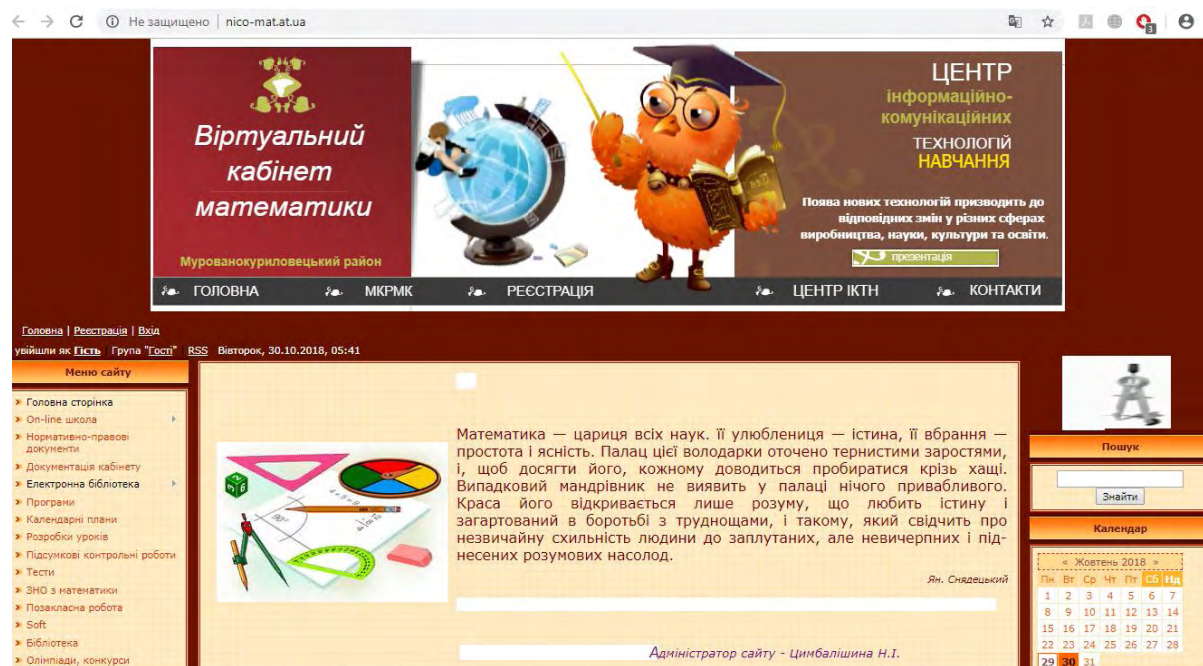 Не защищено | nico-mat.at.ua
3
Віртуальний
кабінет
математики
Мурованокуриловецький район
ЦЕНТР
інформаційно-
комунікаційних
ТЕХНОЛОГІЙ
НАВЧАННЯ
Поява нових технологій призводить до
відповідних змін у різних сферах
виробництва, науки, культури та освіти.
презентація
ГОЛОВНА МКРМК РЕЄСТРАЦІЯ ЦЕНТР ІКТН КОНТАКТИ
Головна | Реєстрація | Вхід
увійшли як Гість Група "Гості" RSS Вівторок, 30.10.2018, 05:41
Меню сайту
Головна сторінка
On-line школа
Нормативно-правові
документи
Документація кабінету
Електронна бібліотека
Програми
Календарні плани
Розробки уроків
Підсумкові контрольні роботи
Тести
ЗНО з математики
Позакласна робота
Soft
Бібліотека
Олімпіади, конкурси
4+5=9
90°
Математика — цариця всіх наук. її улюблениця — істина, її вбрання —
простота і ясність. Палац цієї володарки оточено тернистими заростями,
і, щоб досягти його, кожному доводиться пробиратися крізь хащі.
Випадковий мандрівник не виявить у палаці нічого привабливого.
Краса його відкривається лише розуму, що любить істину і
загартований в боротьбі з труднощами, і такому, який свідчить про
незвичайну схильність людини до заплутаних, але невичерпних і під-
несених розумових насолод.
Ян. Снядецький
Адміністратор сайту - Цимбалішина Н.І.
Пошук
Знайти
Календар
« Жовтень 2018 »
Пн Вт Ср Чт Пт Сб Нд
1 2 3 4 5 6 7
8 9 10 11 12 13 14
15 16 17 18 19 20 21
22 23 24 25 26 27 28
29 30 31